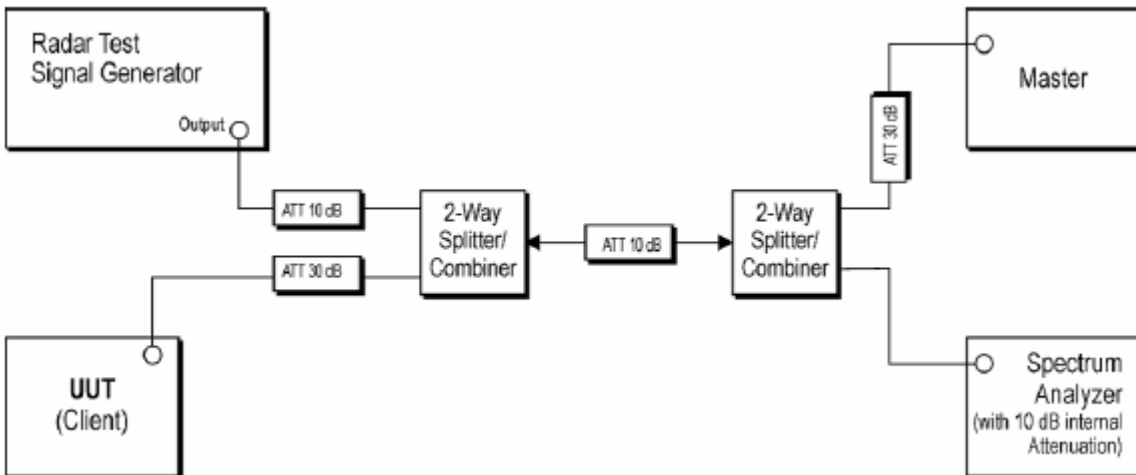 Radar Test
Signal Generator
Output
ATT 10 dB
ATT 30 dB
2-Way
Splitter/
Combiner
ATT 10 dB
2-Way
Splitter/
Combiner
ATT 30 dB
Master
UUT
(Client)
Spectrum
Analyzer
(with 10 dB internal
Attenuation)